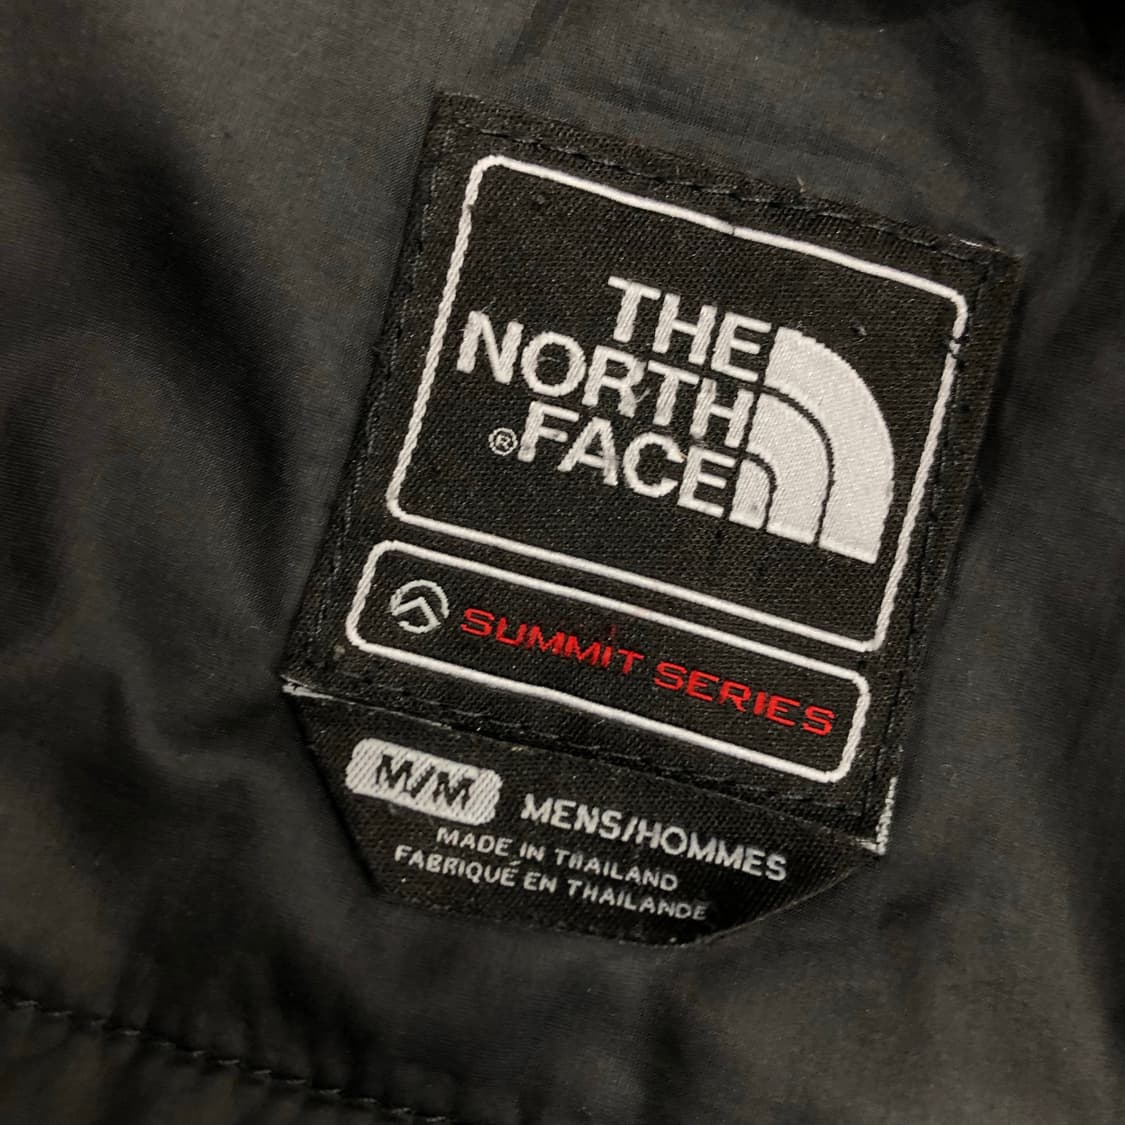 THE
NORTH
®FACE
SUMMIT SERIES
M/M MENS/HOMMES
MADE IN THAILAND
FABRIQUÉ EN THAILANDE